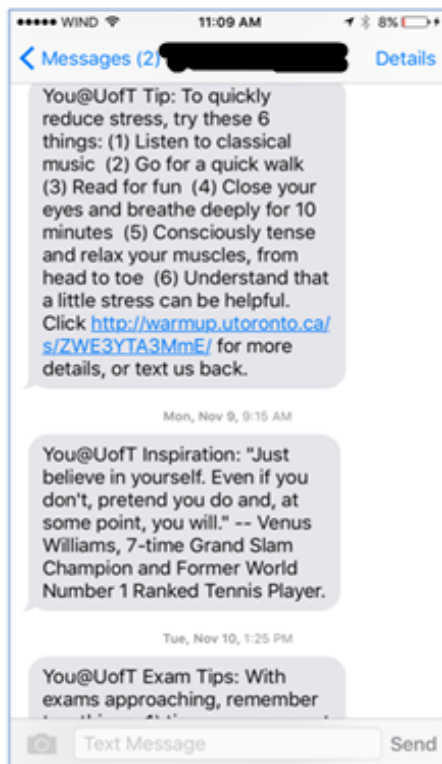 WIND 11:09 AM 8%
Messages (2) Details
You@UofT Tip: To quickly
reduce stress, try these 6
things: (1) Listen to classical
music (2) Go for a quick walk
(3) Read for fun (4) Close your
eyes and breathe deeply for 10
minutes (5) Consciously tense
and relax your muscles, from
head to toe (6) Understand that
a little stress can be helpful.
Click http://warmup.utoronto.ca/
s/ZWE3YTA3MmE/ for more
details, or text us back.
Mon, Nov 9, 9:15 AM
You@UofT Inspiration: "Just
believe in yourself. Even if you
don't, pretend you do and, at
some point, you will." -- Venus
Williams, 7-time Grand Slam
Champion and Former World
Number 1 Ranked Tennis Player.
Tue, Nov 10, 1:25 PM
You@UofT Exam Tips: With
exams approaching, remember
Text Message Send